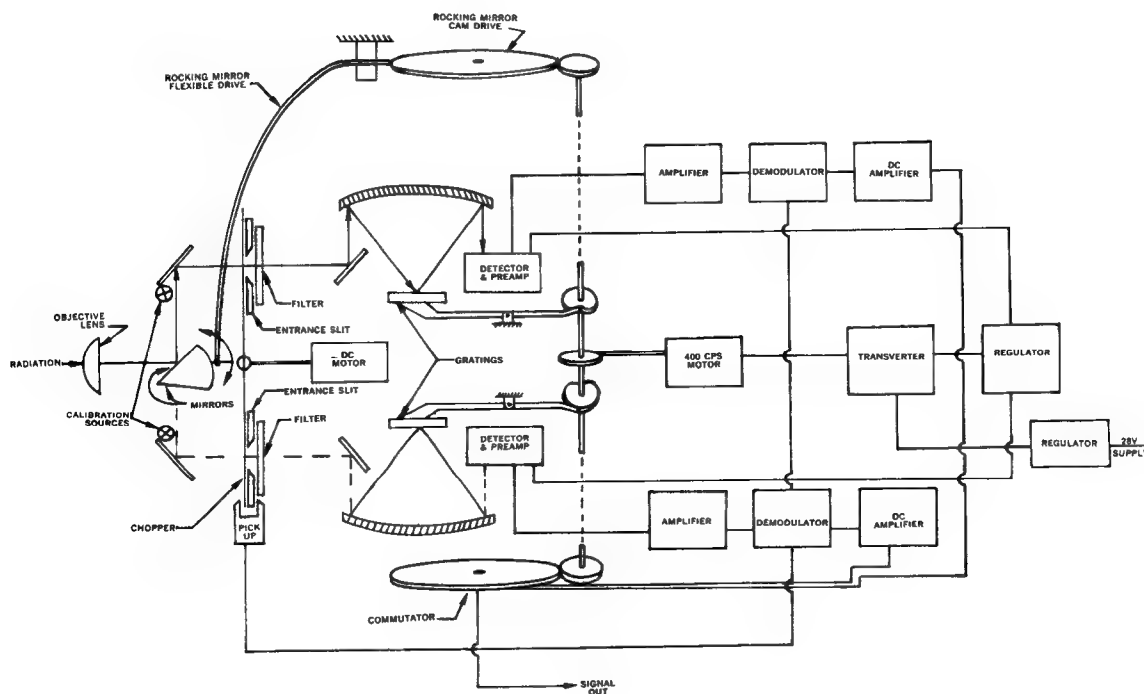 ROCKING MIRROR
CAM DRIVE
ROCKING MIRROR
FLEXIBLE DRIVE
AMPLIFIER
DEMODULATOR
DC
AMPLIFIER
DETECTOR
& PREAMP
FILTER
ENTRANCE SLIT
OBJECTIVE
LENS
RADIATION
DC
MOTOR
GRATINGS
400 CPS
MOTOR
TRANSVERTER
REGULATOR
MIRRORS
ENTRANCE SLIT
CALIBRATION
SOURCES
FILTER
DETECTOR
& PREAMP
REGULATOR
28V
SUPPLY
CHOPPER
PICK
UP
AMPLIFIER
DEMODULATOR
DC
AMPLIFIER
COMMUTATOR
SIGNAL
OUT